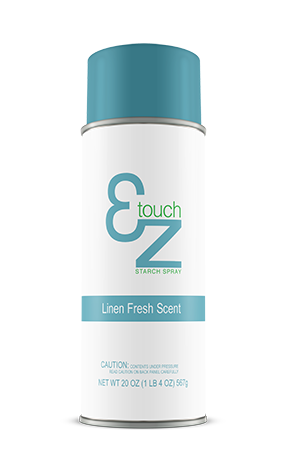 E touch
Z
STARCH SPRAY
Linen Fresh Scent
CAUTION: CONTENTS UNDER PRESSURE
READ CAUTION ON BACK PANEL CAREFULLY
NET WT 20 OZ (1 LB 4 OZ) 567g